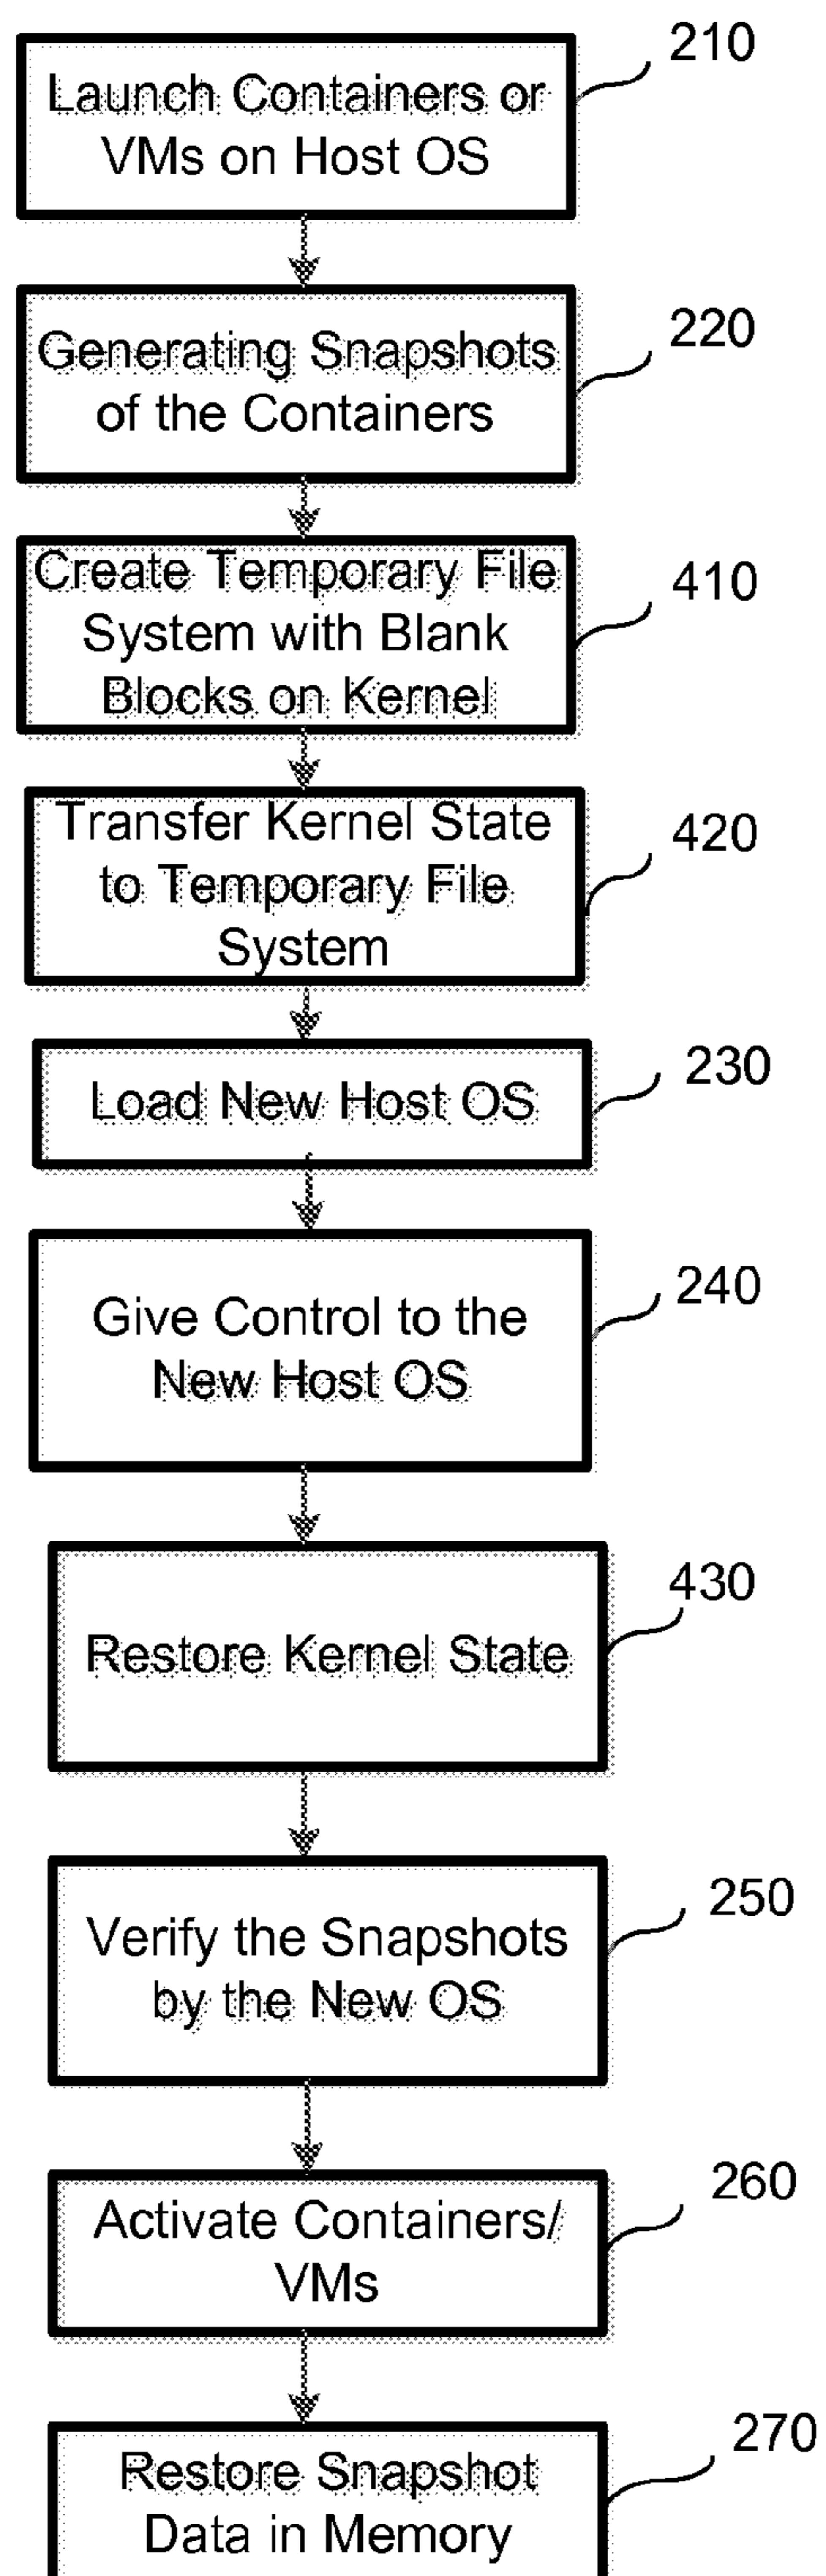 210
Launch Containers or
VMs on Host OS
220
Generating Snapshots
of the Containers
410
Create Temporary File
System with Blank
Blocks on Kernel
420
Transfer Kernel State
to Temporary File
System
230
Load New Host OS
240
Give Control to the
New Host OS
430
Restore Kernel State
250
Verify the Snapshots
by the New OS
260
Activate Containers/
VMs
270
Restore Snapshot
Data in Memory